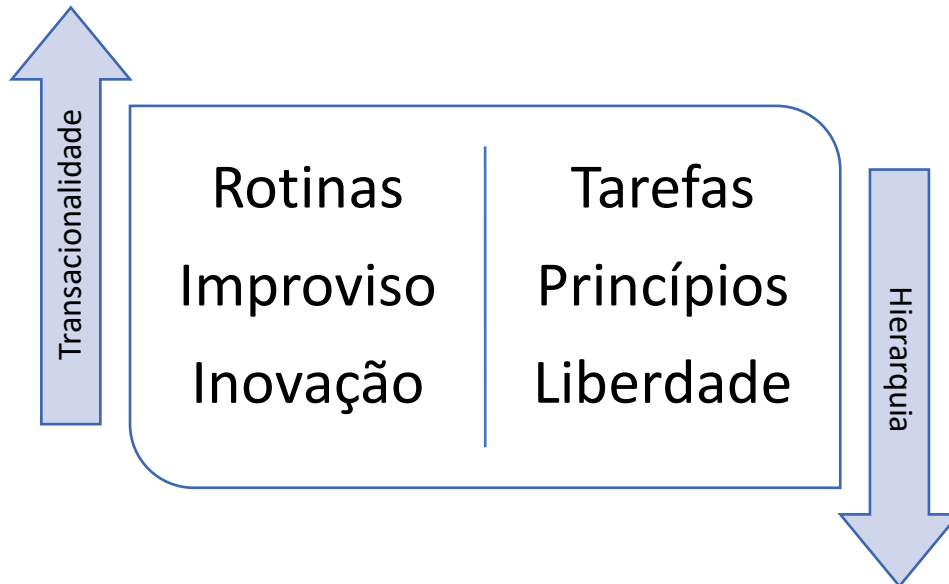 Transacionalidade
Rotinas
Improviso
Inovação
Tarefas
Princípios
Liberdade
Hierarquia